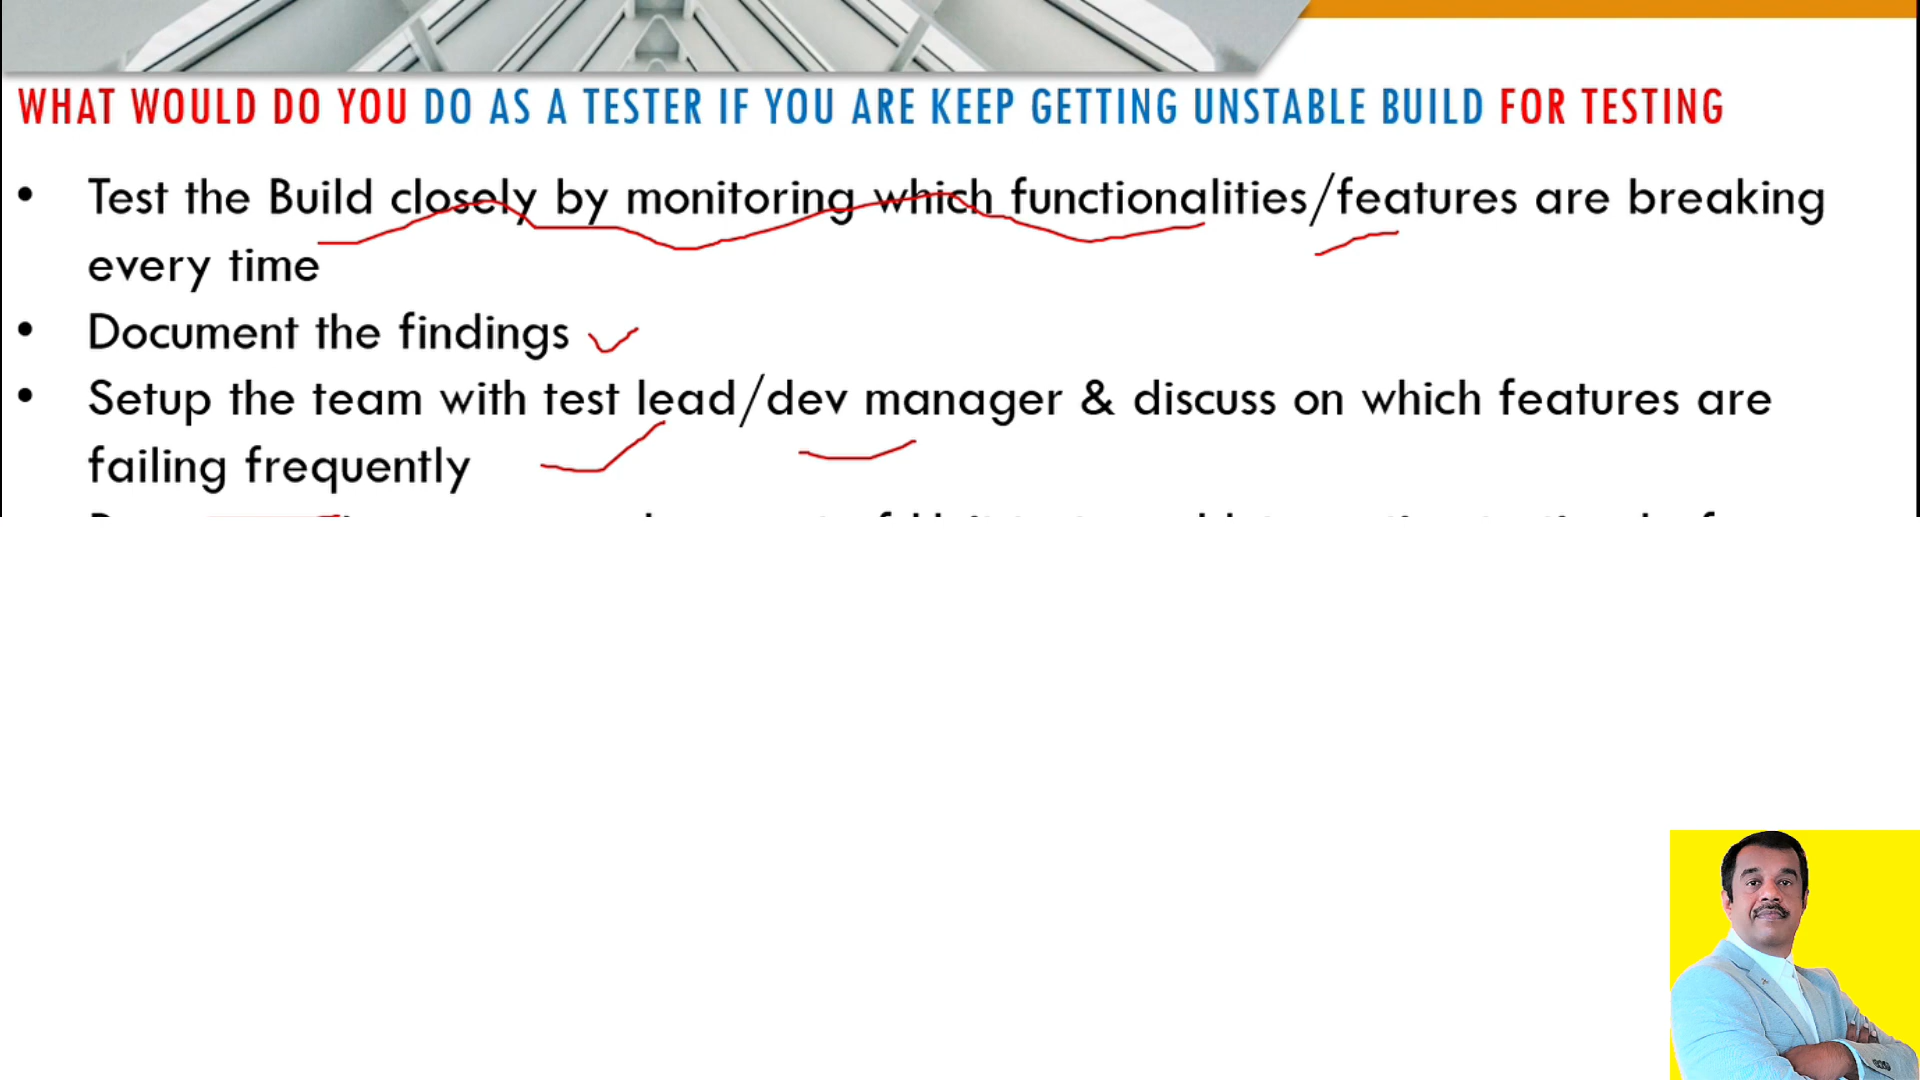 WHAT WOULD DO YOU DO AS A TESTER IF YOU ARE KEEP GETTING UNSTABLE BUILD FOR TESTING
• Test the Build closely by monitoring which functionalities/features are breaking
every time
• Document the findings
• Setup the team with test lead/dev manager & discuss on which features are
failing frequently